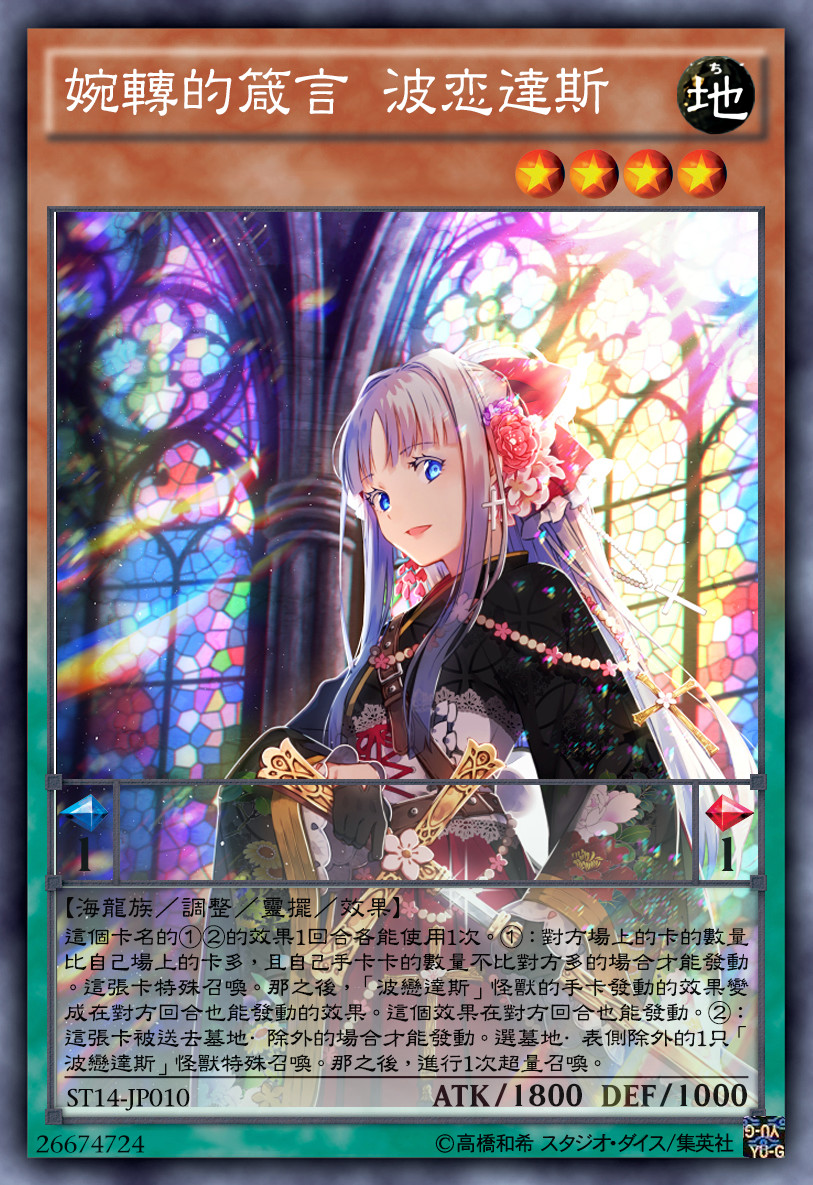 婉轉的箴言 波恋達斯
ち
地
1
1
【海龍族／調整／靈擺／效果】
這個卡名的①②的效果1回合各能使用1次。①：對方場上的卡的數量
比自己場上的卡多，且自己手卡卡的數量不比對方多的場合才能發動
。這張卡特殊召喚。那之後，「波戀達斯」怪獸的手卡發動的效果變
成在對方回合也能發動的效果。這個效果在對方回合也能發動。②：
這張卡被送去墓地· 除外的場合才能發動。選墓地· 表側除外的1只「
波戀達斯」怪獸特殊召喚。那之後，進行1次超量召喚。
ST14-JP010 ATK/1800 DEF/1000
26674724 ©高橋和希 スタジオ・ダイス/集英社
YU-G
YU-G